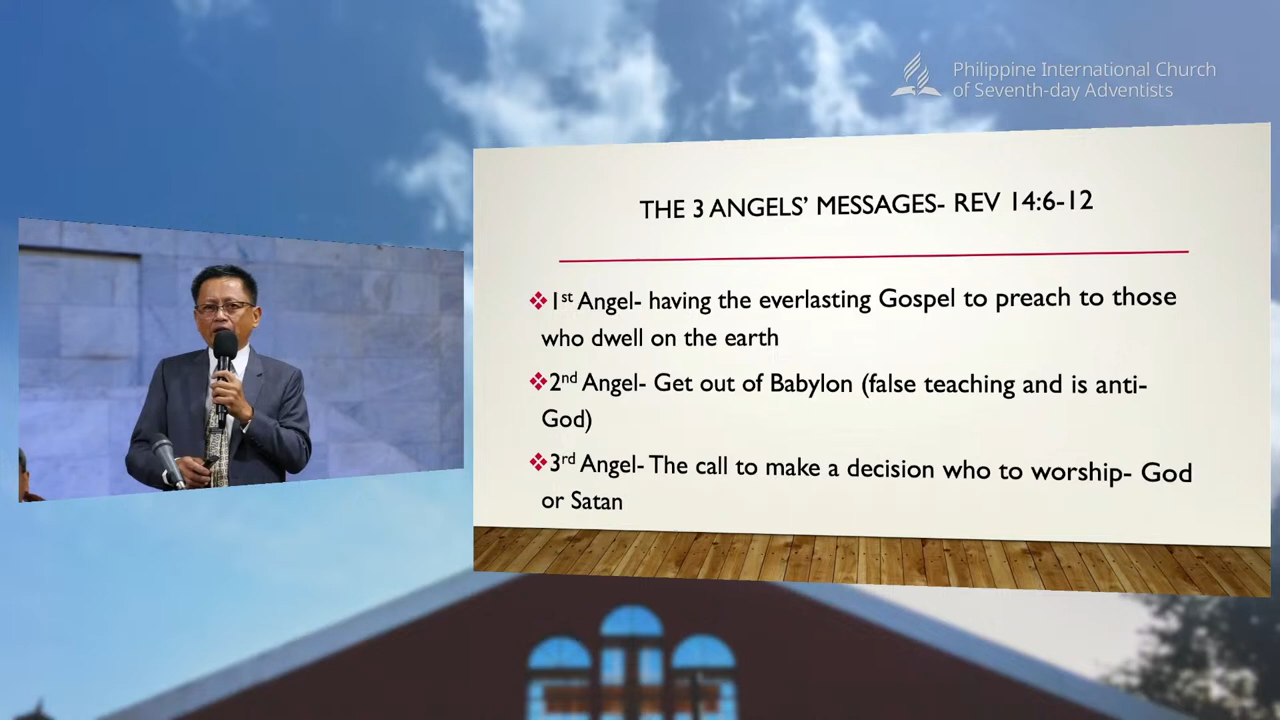 Philippine International Church
of Seventh-day Adventists
THE 3 ANGELS’ MESSAGES- REV 14:6-12
❖1st Angel- having the everlasting Gospel to preach to those
who dwell on the earth
❖2nd Angel- Get out of Babylon (false teaching and is anti-
God)
❖3rd Angel- The call to make a decision who to worship- God
or Satan